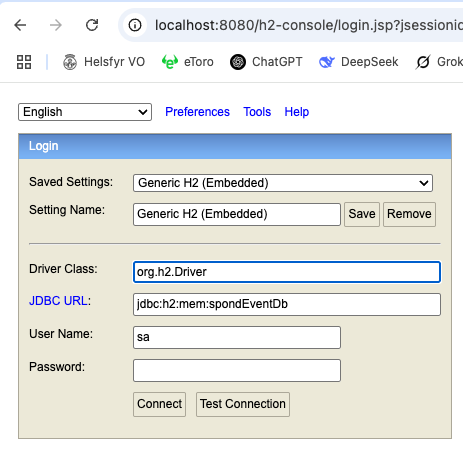 localhost:8080/h2-console/login.jsp?jsessionid
Helsfyr VO eToro ChatGPT DeepSeek Grok
English Preferences Tools Help
Login
Saved Settings: Generic H2 (Embedded)
Setting Name: Generic H2 (Embedded) Save Remove
Driver Class: org.h2.Driver
JDBC URL: jdbc:h2:mem:spondEventDb
User Name: sa
Password:
Connect Test Connection